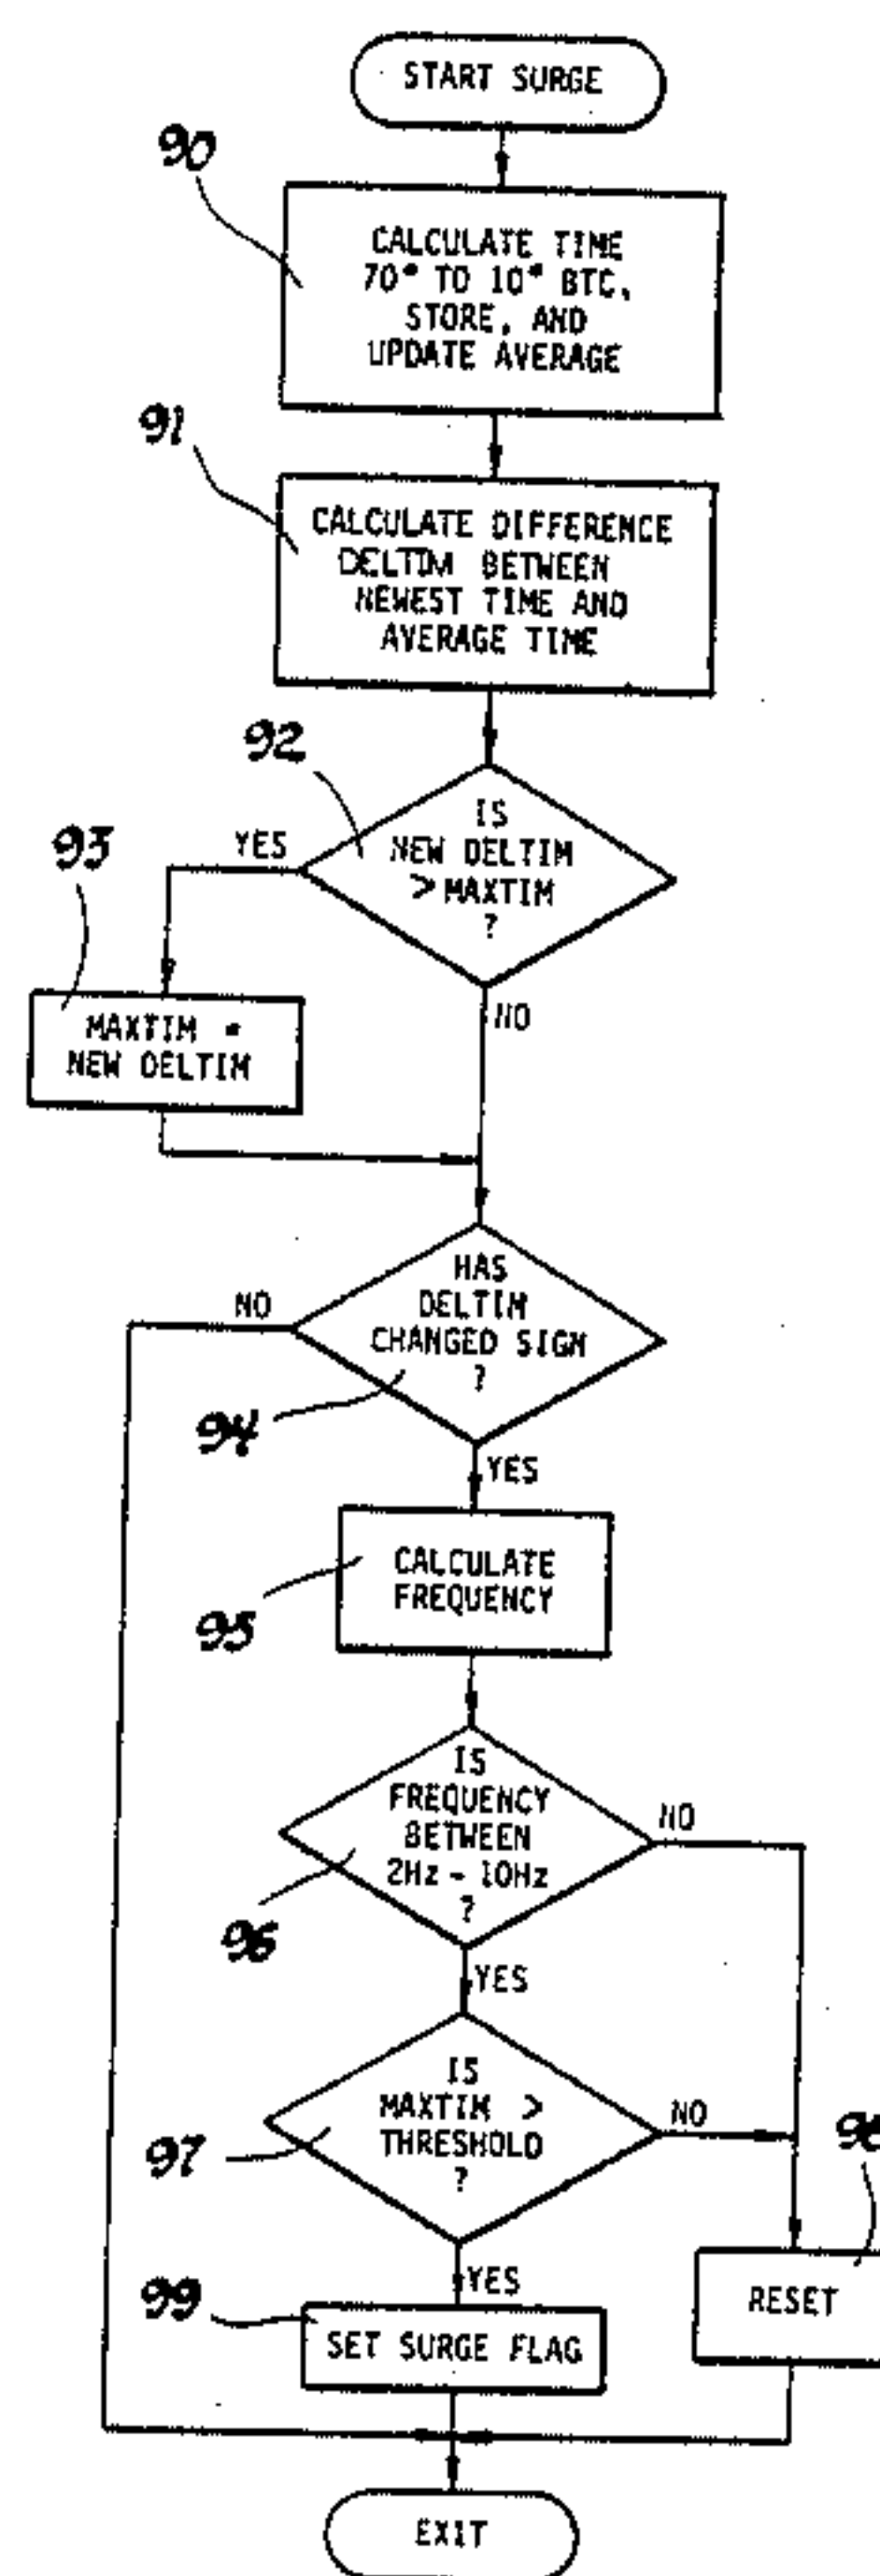 START SURGE
90
CALCULATE TIME
70° TO 10° BTC,
STORE, AND
UPDATE AVERAGE
91
CALCULATE DIFFERENCE
DELTIM BETWEEN
NEWEST TIME AND
AVERAGE TIME
92
IS
NEW DELTIM
> MAXTIM
?
YES
NO
93
MAXTIM =
NEW DELTIM
HAS
DELTIM
CHANGED SIGN
?
NO
94
YES
CALCULATE
FREQUENCY
95
IS
FREQUENCY
BETWEEN
2Hz - 10Hz
?
NO
96
YES
IS
MAXTIM >
THRESHOLD
?
NO
97
YES
99
SET SURGE FLAG
RESET
EXIT